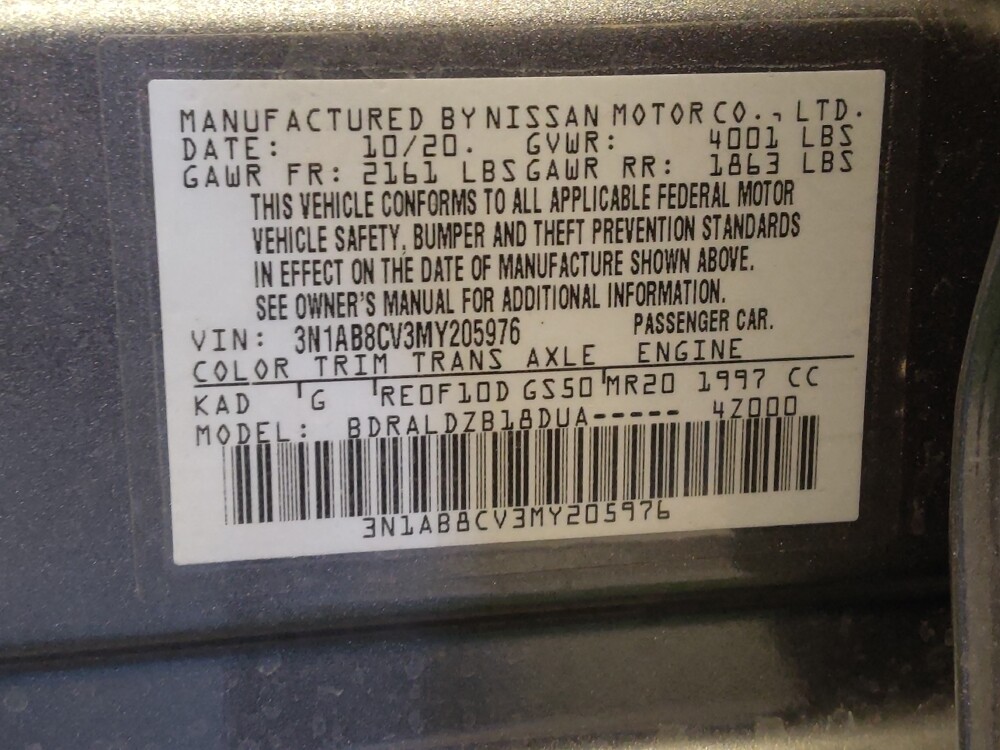 MANUFACTURED BY NISSAN MOTOR CO., LTD.
DATE: 10/20. GVWR: 4001 LBS
GAWR FR: 2161 LBS GAWR RR: 1863 LBS
THIS VEHICLE CONFORMS TO ALL APPLICABLE FEDERAL MOTOR
VEHICLE SAFETY, BUMPER AND THEFT PREVENTION STANDARDS
IN EFFECT ON THE DATE OF MANUFACTURE SHOWN ABOVE.
SEE OWNER'S MANUAL FOR ADDITIONAL INFORMATION.
VIN: 3N1AB8CV3MY205976 PASSENGER CAR.
COLOR TRIM TRANS AXLE ENGINE
KAD G RE0F10D GS50 MR20 1997 CC
MODEL: BDRALDZB18DUA----- 4Z000
3N1AB8CV3MY205976